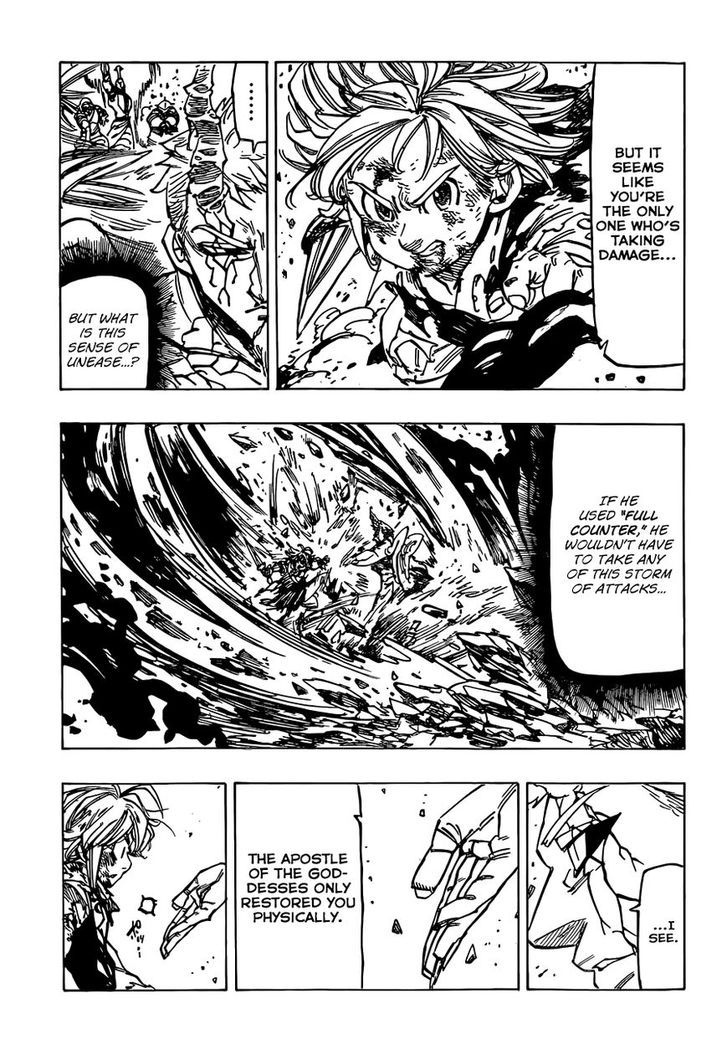 BUT IT
SEEMS
LIKE
YOU'RE
THE ONLY
ONE WHO'S
TAKING
DAMAGE...
......
BUT WHAT
IS THIS
SENSE OF
UNEASE...?
IF HE
USED "FULL
COUNTER," HE
WOULDN'T HAVE
TO TAKE ANY
OF THIS STORM
OF ATTACKS...
...I
SEE.
THE APOSTLE
OF THE GOD-
DESSES ONLY
RESTORED YOU
PHYSICALLY.